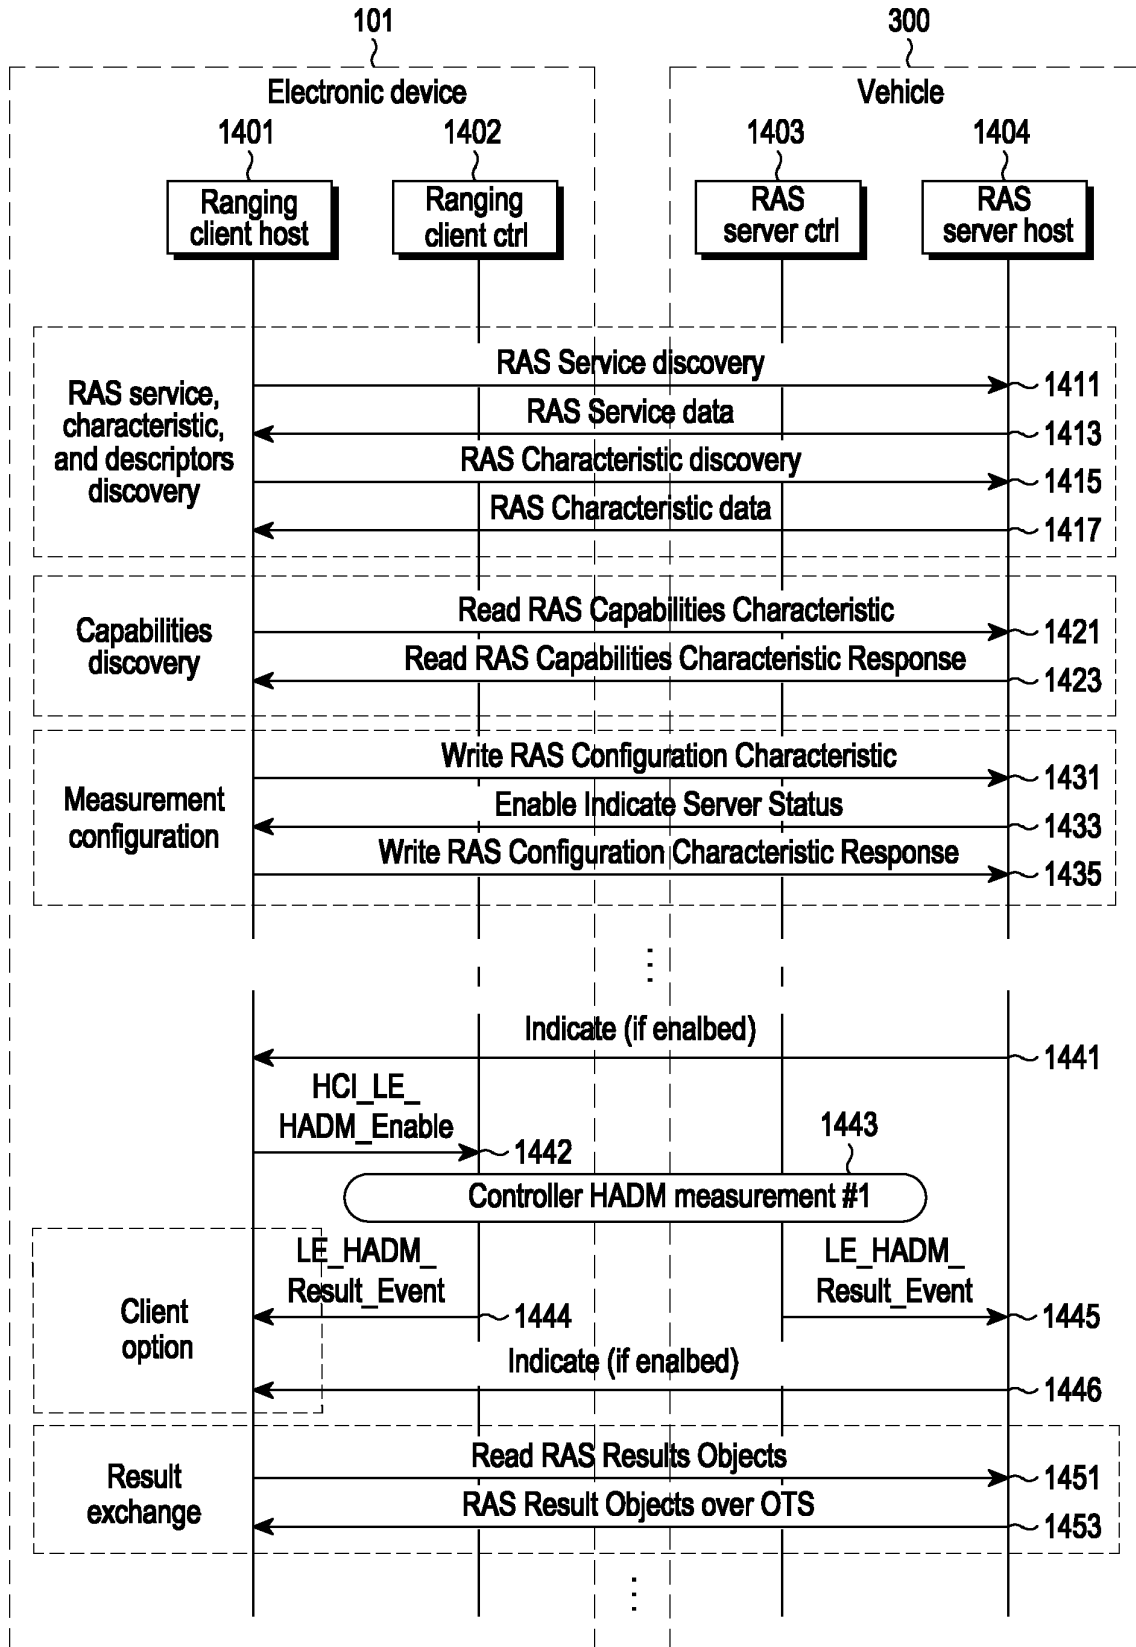 101
300
Electronic device
Vehicle
1401
1402
1403
1404
Ranging
client host
Ranging
client ctrl
RAS
server ctrl
RAS
server host
RAS service,
characteristic,
and descriptors
discovery
RAS Service discovery
1411
RAS Service data
1413
RAS Characteristic discovery
1415
RAS Characteristic data
1417
Capabilities
discovery
Read RAS Capabilities Characteristic
1421
Read RAS Capabilities Characteristic Response
1423
Measurement
configuration
Write RAS Configuration Characteristic
1431
Enable Indicate Server Status
1433
Write RAS Configuration Characteristic Response
1435
Indicate (if enalbed)
1441
HCI_LE_
HADM_Enable
1442
1443
Controller HADM measurement #1
Client
option
LE_HADM_
Result_Event
1444
LE_HADM_
Result_Event
1445
Indicate (if enalbed)
1446
Result
exchange
Read RAS Results Objects
1451
RAS Result Objects over OTS
1453